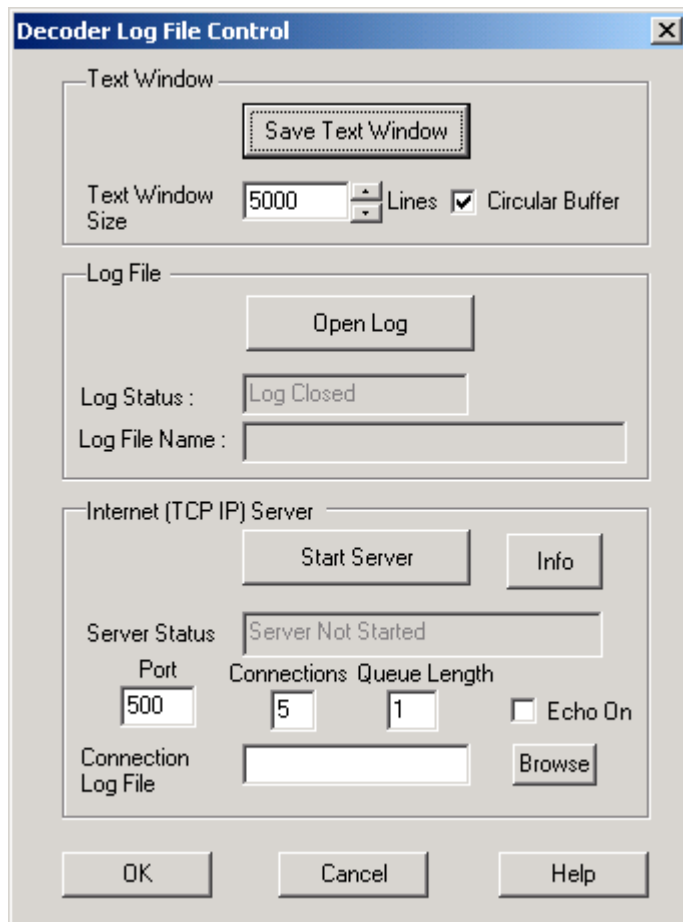 Decoder Log File Control
Text Window
Save Text Window
Text Window Size 5000 Lines Circular Buffer
Log File
Open Log
Log Status : Log Closed
Log File Name :
Internet (TCP IP) Server
Start Server Info
Server Status Server Not Started
Port Connections Queue Length
500 5 1 Echo On
Connection Log File Browse
OK Cancel Help